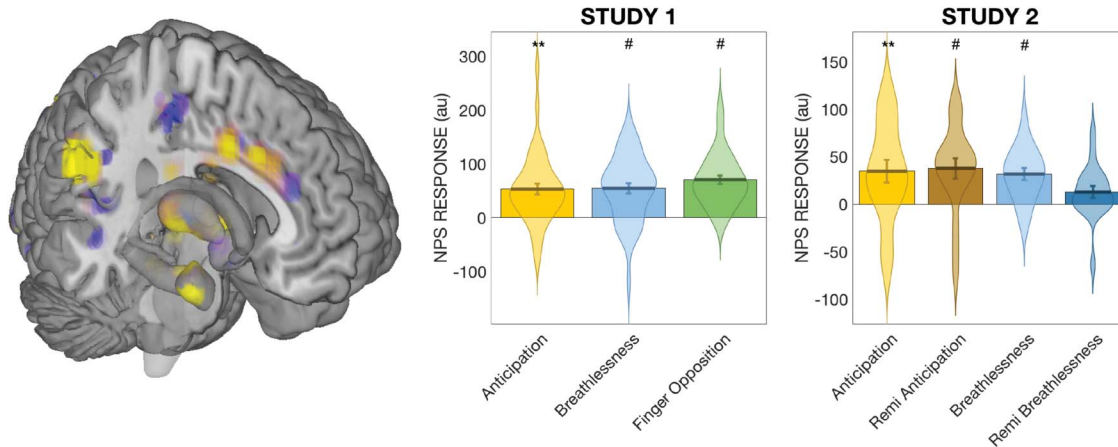 STUDY 1
** # #
NPS RESPONSE (au)
300
200
100
0
-100
Anticipation
Breathlessness
Finger Opposition
STUDY 2
** # #
NPS RESPONSE (au)
150
100
50
0
-50
-100
Anticipation
Remi Anticipation
Breathlessness
Remi Breathlessness